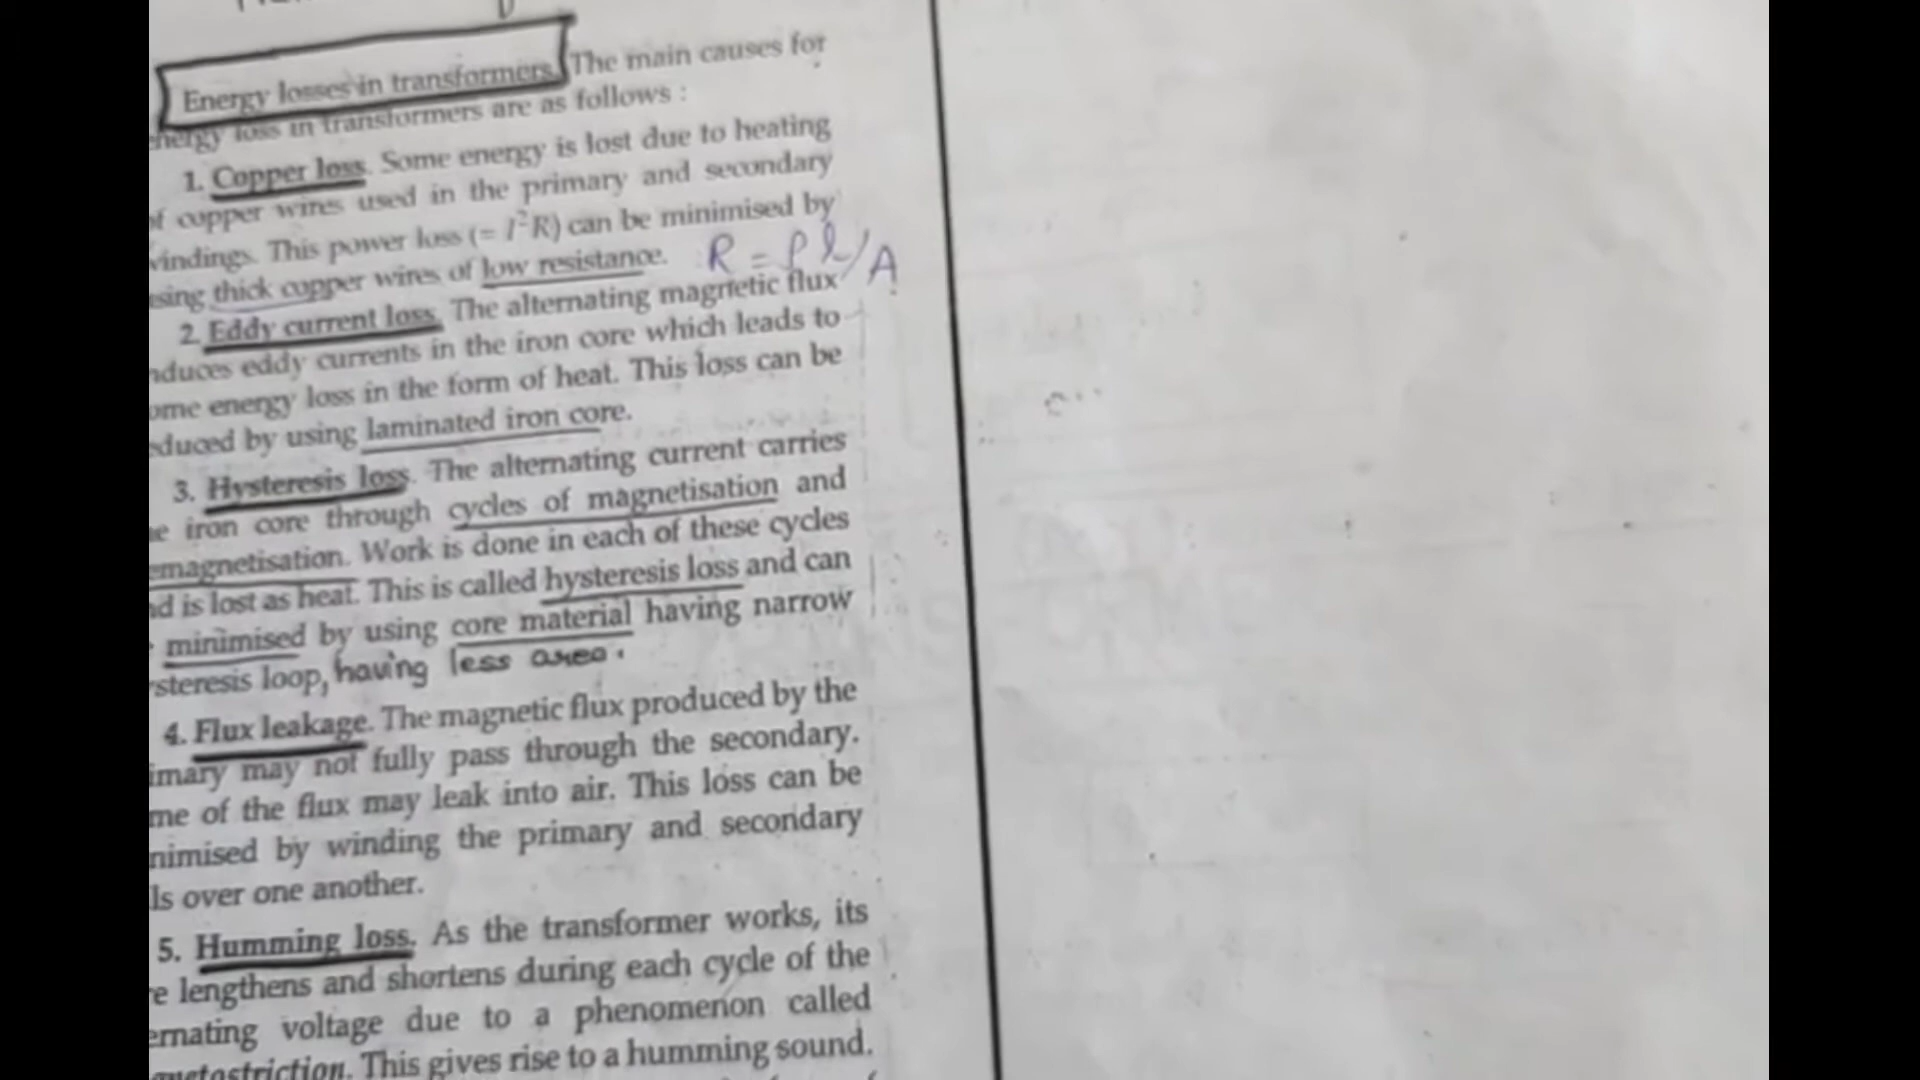 Energy losses in transformers. The main causes for
energy loss in transformers are as follows :
1. Copper loss. Some energy is lost due to heating
of copper wires used in the primary and secondary
windings. This power loss (= I²R) can be minimised by
using thick copper wires of low resistance. R = ρl/A
2. Eddy current loss. The alternating magnetic flux
nduces eddy currents in the iron core which leads to
ome energy loss in the form of heat. This loss can be
educed by using laminated iron core.
3. Hysteresis loss. The alternating current carries
e iron core through cycles of magnetisation and
emagnetisation. Work is done in each of these cycles
nd is lost as heat. This is called hysteresis loss and can
minimised by using core material having narrow
steresis loop, having less area.
4. Flux leakage. The magnetic flux produced by the
imary may not fully pass through the secondary.
me of the flux may leak into air. This loss can be
nimised by winding the primary and secondary
ls over one another.
5. Humming loss. As the transformer works, its
e lengthens and shortens during each cycle of the
ernating voltage due to a phenomenon called
gnetostriction. This gives rise to a humming sound.